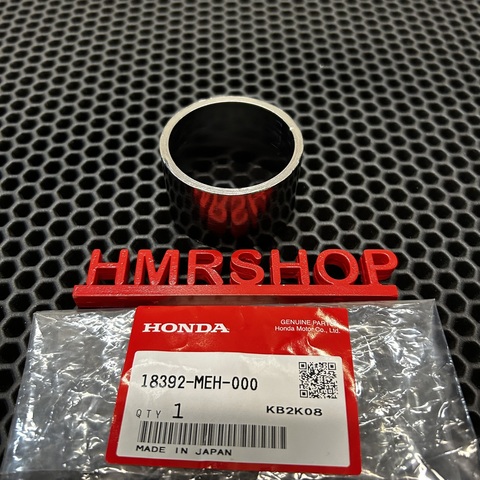 HMRSHOP
HONDA
GENUINE PARTS
Honda Motor Co., Ltd.
18392-MEH-000
QTY 1
KB2K08
MADE IN JAPAN